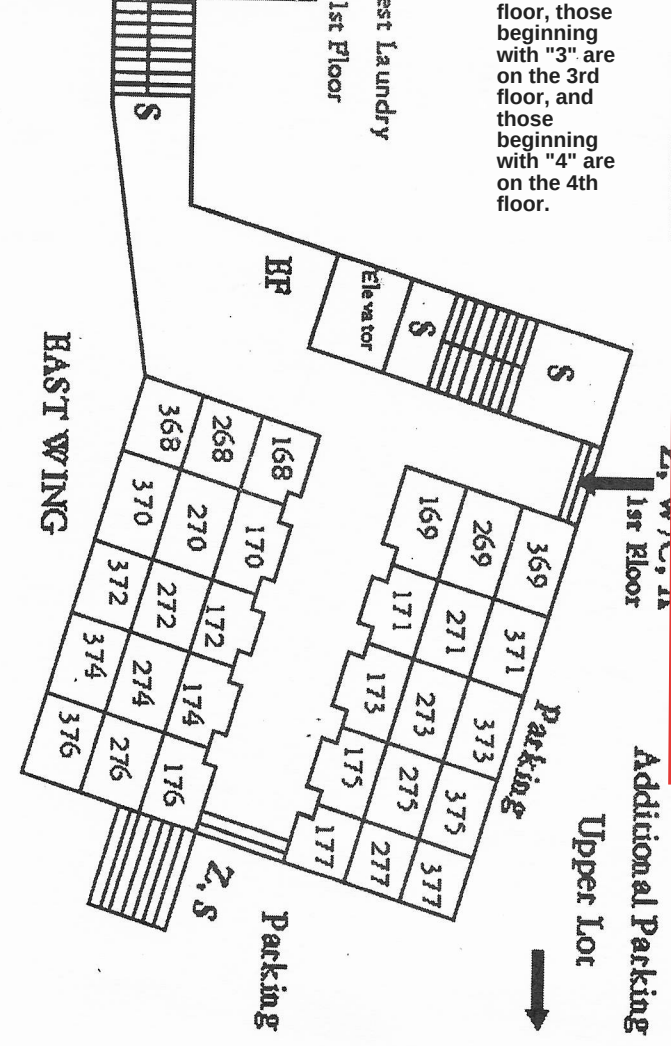 floor, those
beginning
with "3" are
on the 3rd
floor, and
those
beginning
with "4" are
on the 4th
floor.
est Laundry
1st Floor
S
EF
Elevator
S
S
1st Floor
EAST WING
368
268
168
370
270
170
372
272
172
374
274
174
376
276
176
169
269
369
171
271
371
173
273
373
175
275
375
177
277
377
Parking
Additional Parking
Upper Lot
Z, S
Parking